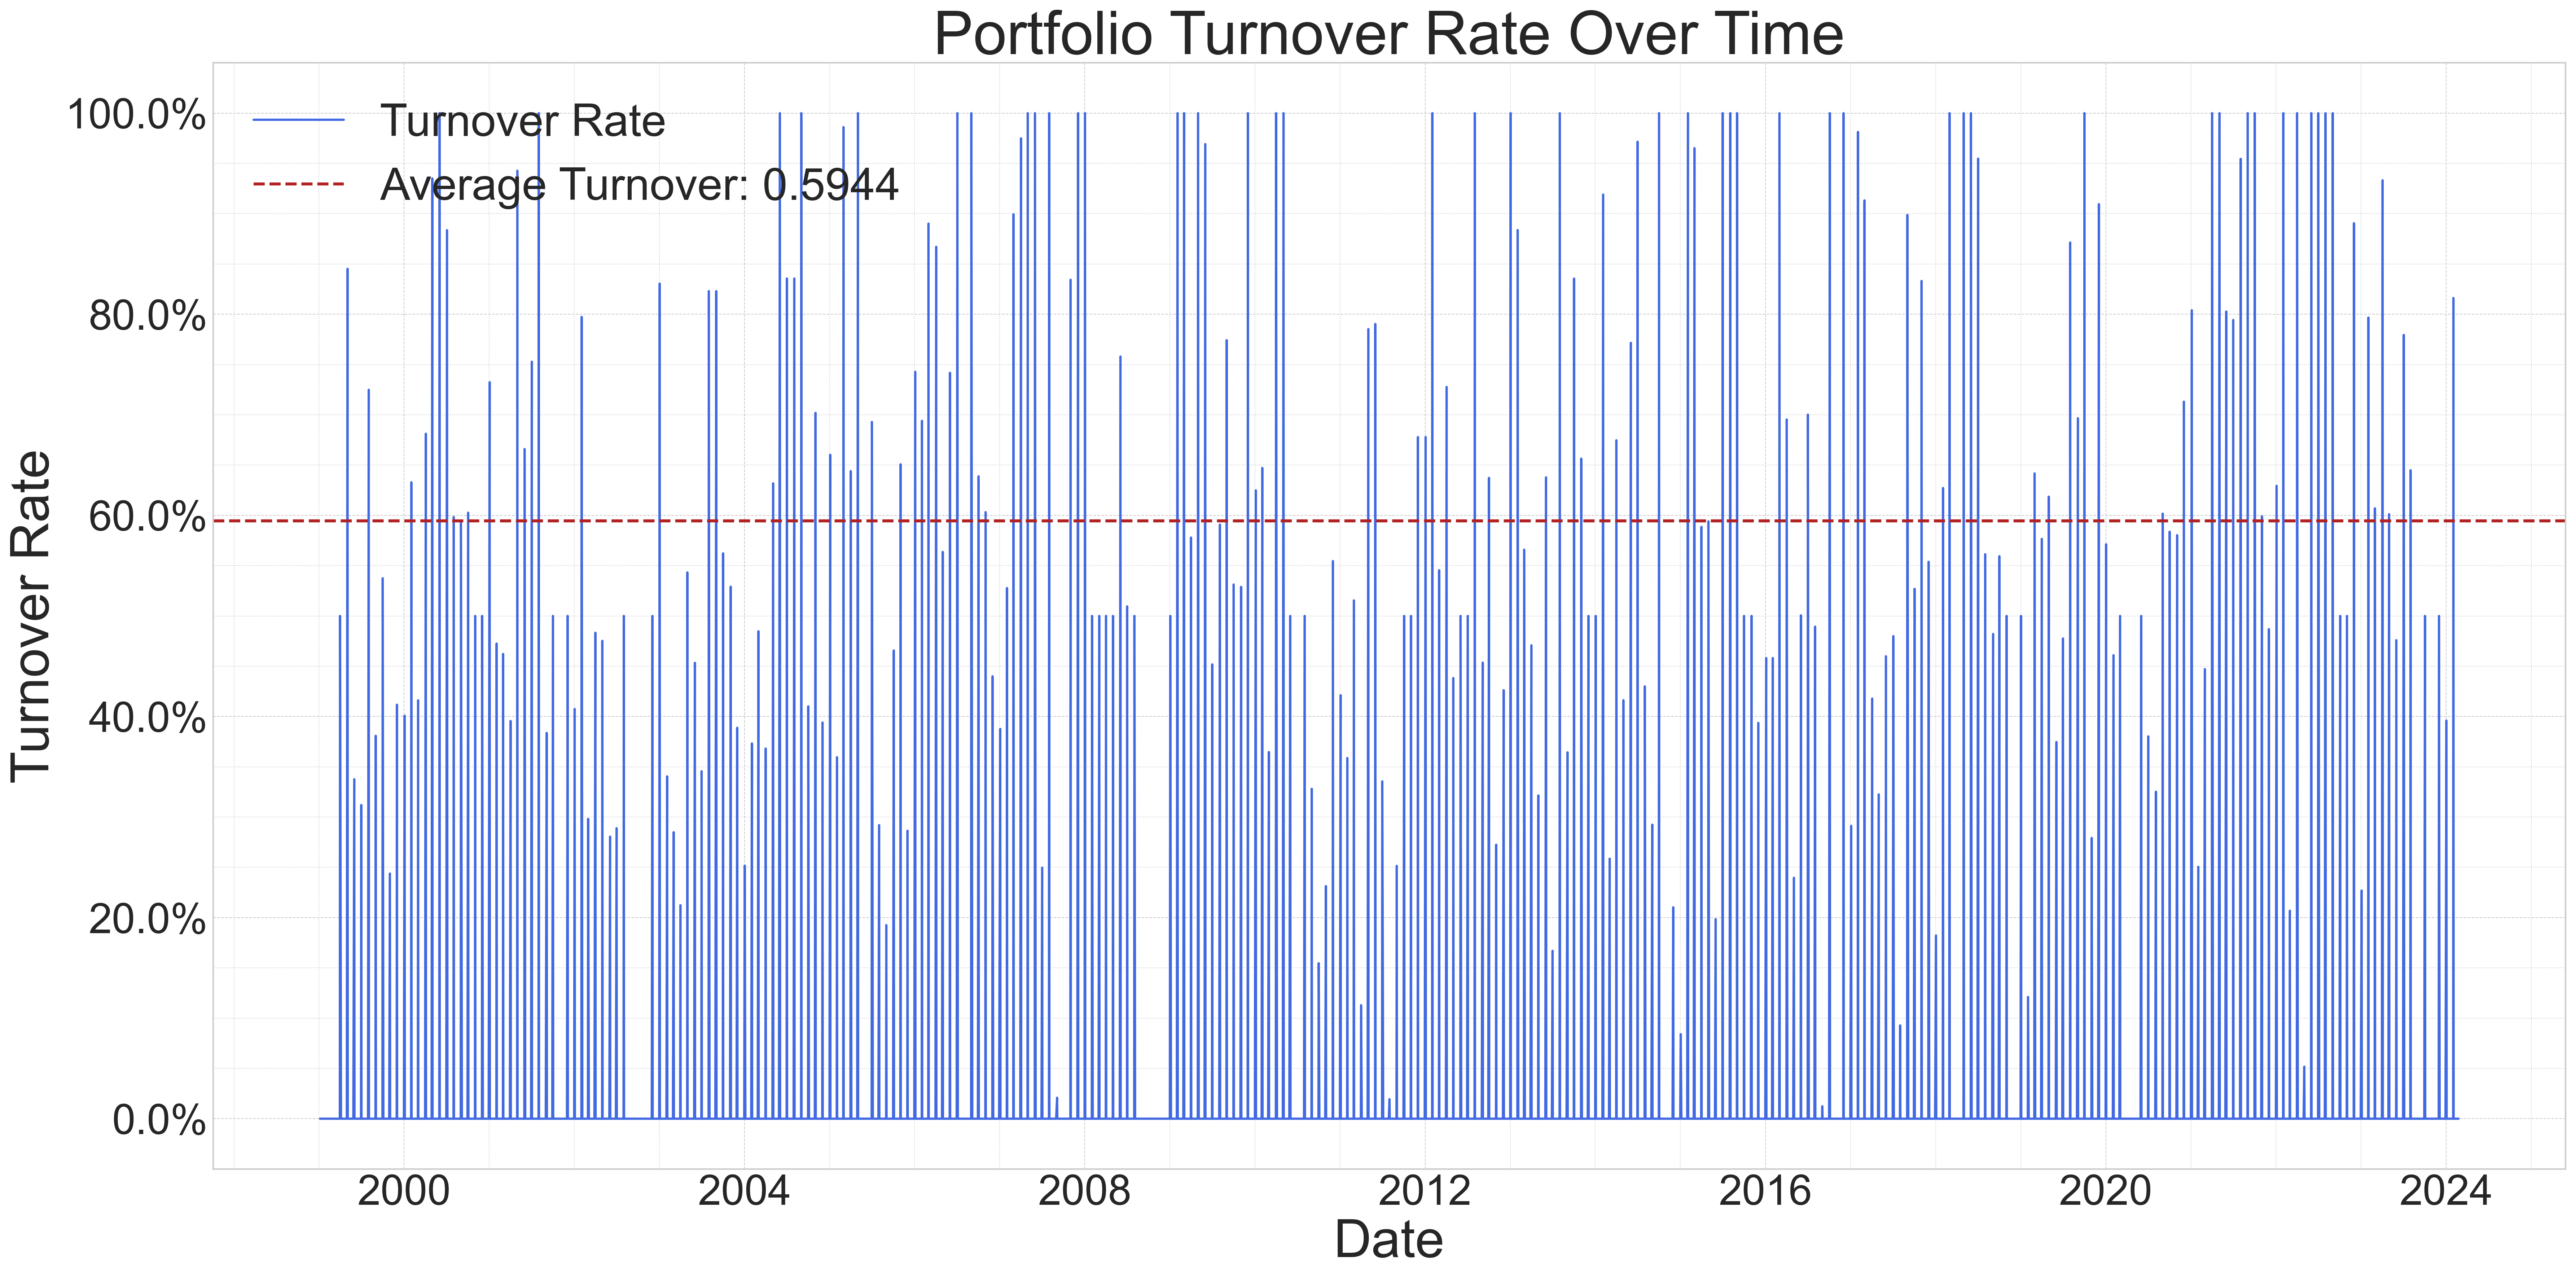 Portfolio Turnover Rate Over Time
Turnover Rate
Average Turnover: 0.5944
100.0%
80.0%
60.0%
40.0%
20.0%
0.0%
Turnover Rate
2000 2004 2008 2012 2016 2020 2024
Date